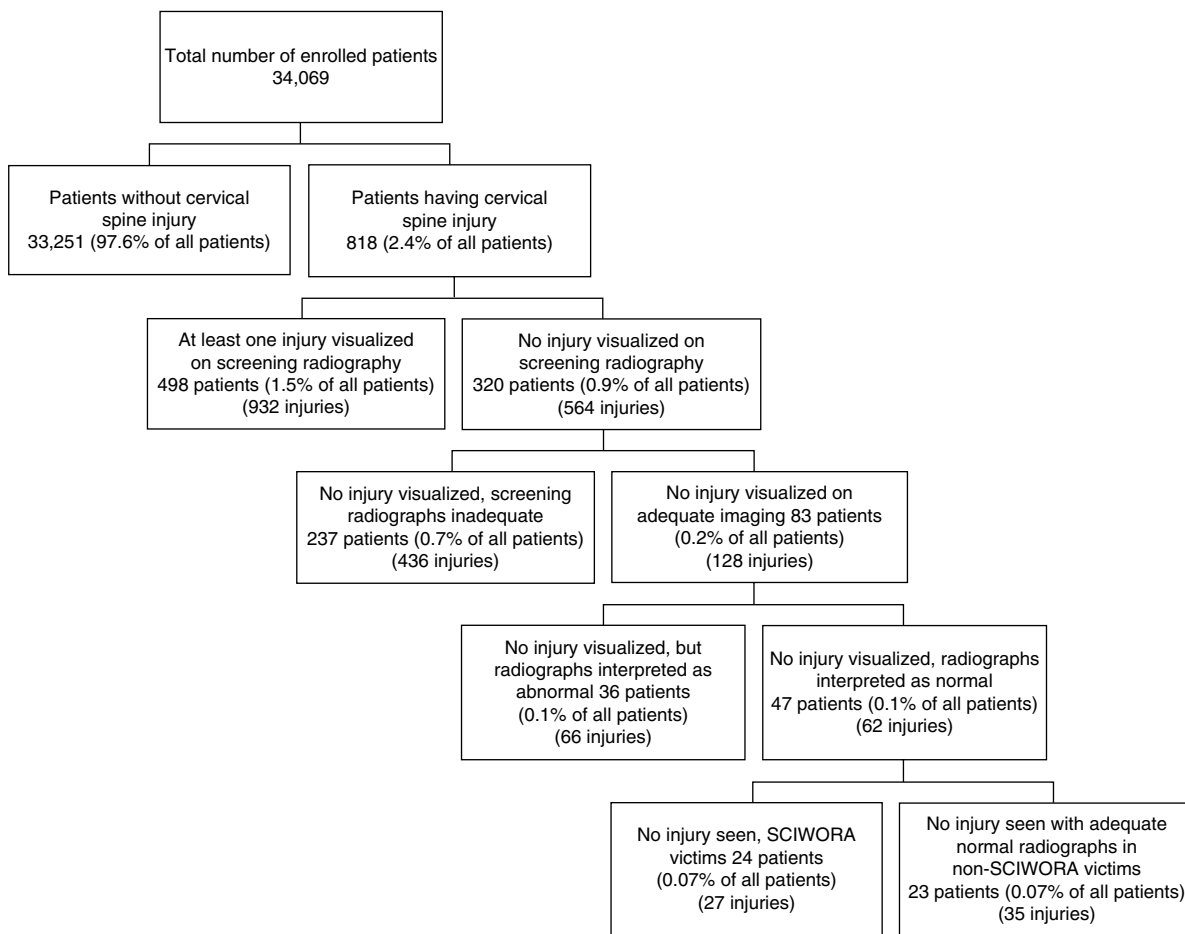 Total number of enrolled patients
34,069
Patients without cervical
spine injury
33,251 (97.6% of all patients)
Patients having cervical
spine injury
818 (2.4% of all patients)
At least one injury visualized
on screening radiography
498 patients (1.5% of all patients)
(932 injuries)
No injury visualized on
screening radiography
320 patients (0.9% of all patients)
(564 injuries)
No injury visualized, screening
radiographs inadequate
237 patients (0.7% of all patients)
(436 injuries)
No injury visualized on
adequate imaging 83 patients
(0.2% of all patients)
(128 injuries)
No injury visualized, but
radiographs interpreted as
abnormal 36 patients
(0.1% of all patients)
(66 injuries)
No injury visualized, radiographs
interpreted as normal
47 patients (0.1% of all patients)
(62 injuries)
No injury seen, SCIWORA
victims 24 patients
(0.07% of all patients)
(27 injuries)
No injury seen with adequate
normal radiographs in
non-SCIWORA victims
23 patients (0.07% of all patients)
(35 injuries)